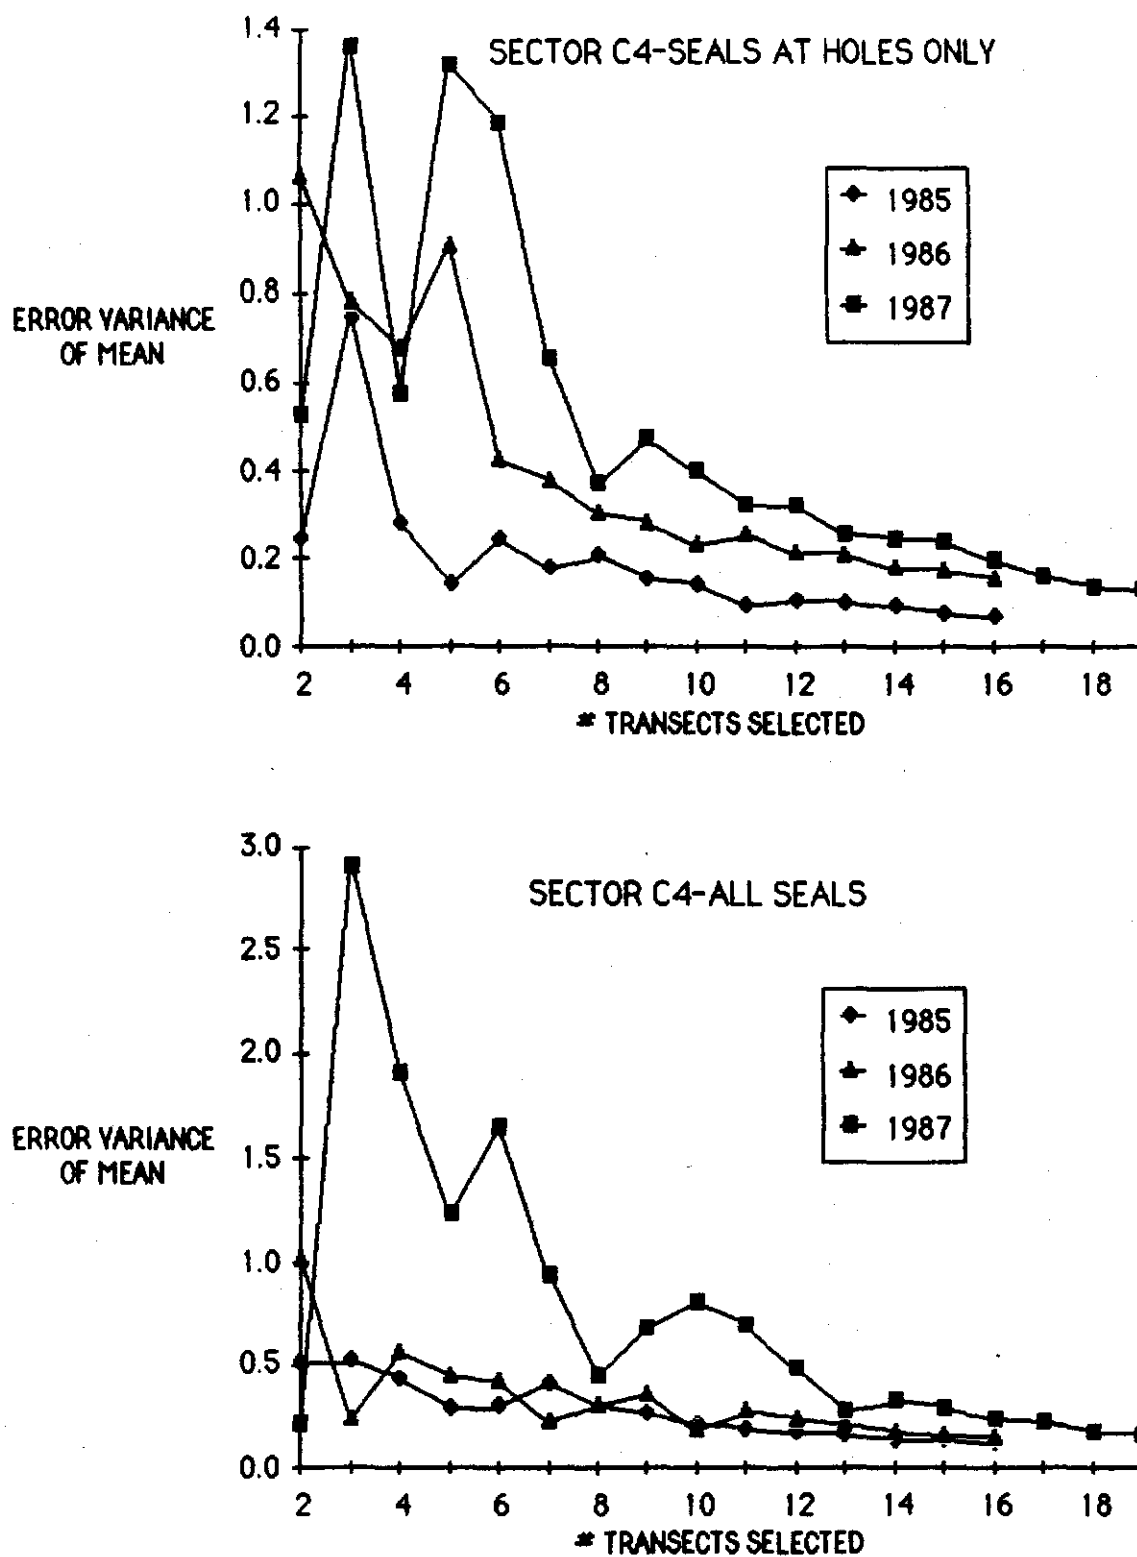 SECTOR C4-SEALS AT HOLES ONLY
1.4
1.2
1.0
0.8
0.6
0.4
0.2
0.0
ERROR VARIANCE
OF MEAN
1985
1986
1987
2 4 6 8 10 12 14 16 18
# TRANSECTS SELECTED
SECTOR C4-ALL SEALS
3.0
2.5
2.0
1.5
1.0
0.5
0.0
ERROR VARIANCE
OF MEAN
1985
1986
1987
2 4 6 8 10 12 14 16 18
# TRANSECTS SELECTED